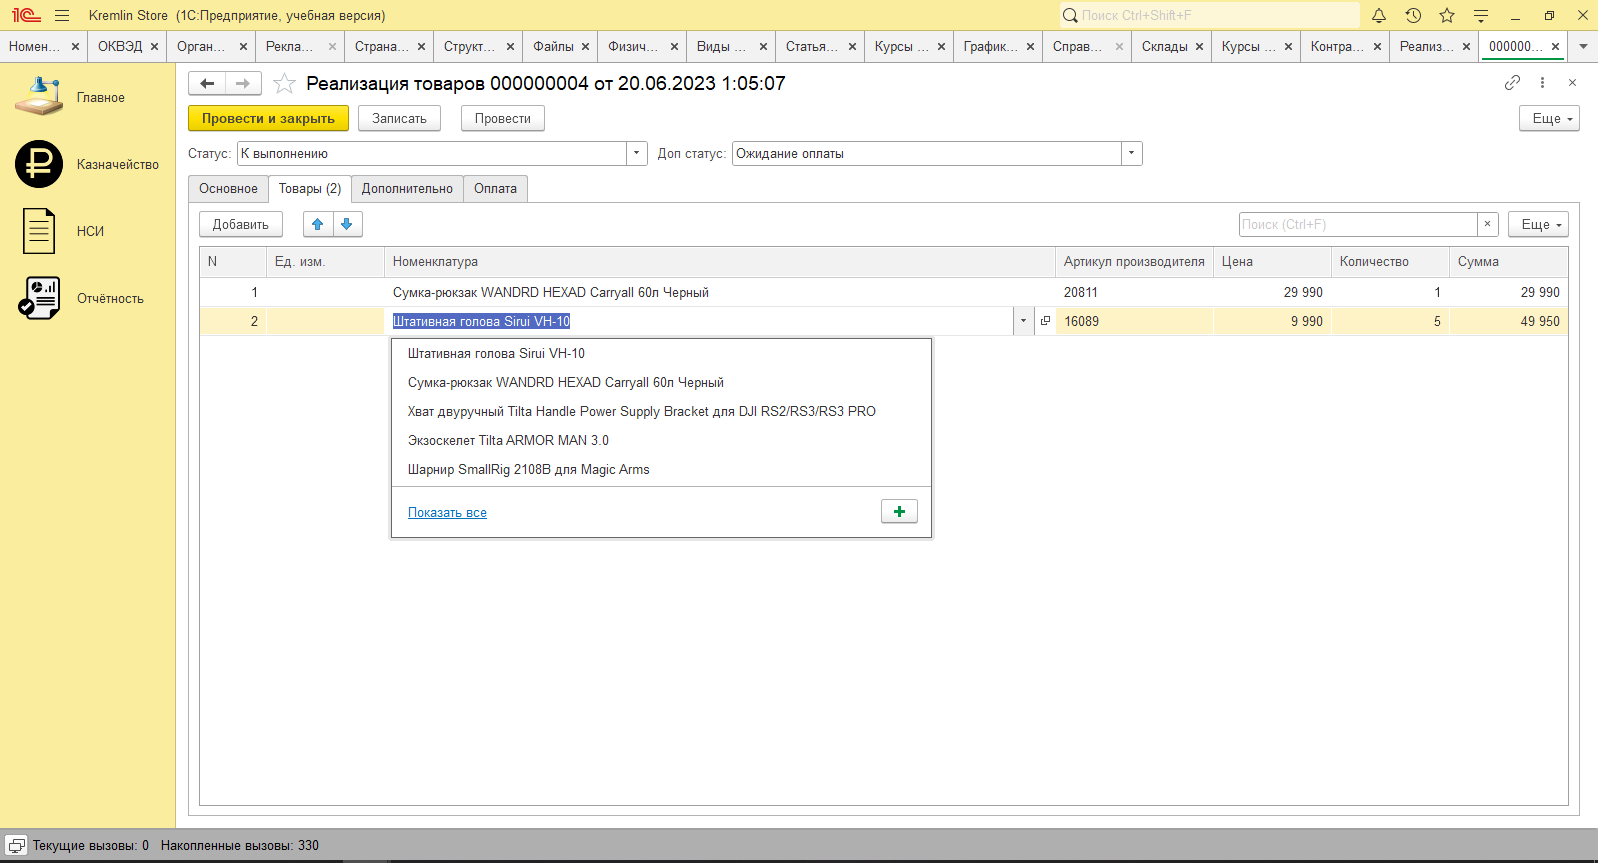 1С Kremlin Store (1С:Предприятие, учебная версия) Поиск Ctrl+Shift+F
Номен... ОКВЭД Орган... Рекла... Страна... Структ... Файлы Физич... Виды ... Статья... Курсы ... График... Справ... Склады Курсы ... Контра... Реализ... 000000...
Главное
Казначейство
НСИ
Отчётность
Реализация товаров 000000004 от 20.06.2023 1:05:07
Провести и закрыть Записать Провести Еще
Статус: К выполнению Доп статус: Ожидание оплаты
Основное Товары (2) Дополнительно Оплата
Добавить Поиск (Ctrl+F) Еще
N Ед. изм. Номенклатура Артикул производителя Цена Количество Сумма
1 Сумка-рюкзак WANDRD HEXAD Carryall 60л Черный 20811 29 990 1 29 990
2 Штативная голова Sirui VH-10 16089 9 990 5 49 950
Штативная голова Sirui VH-10
Сумка-рюкзак WANDRD HEXAD Carryall 60л Черный
Хват двуручный Tilta Handle Power Supply Bracket для DJI RS2/RS3/RS3 PRO
Экзоскелет Tilta ARMOR MAN 3.0
Шарнир SmallRig 2108B для Magic Arms
Показать все
Текущие вызовы: 0 Накопленные вызовы: 330